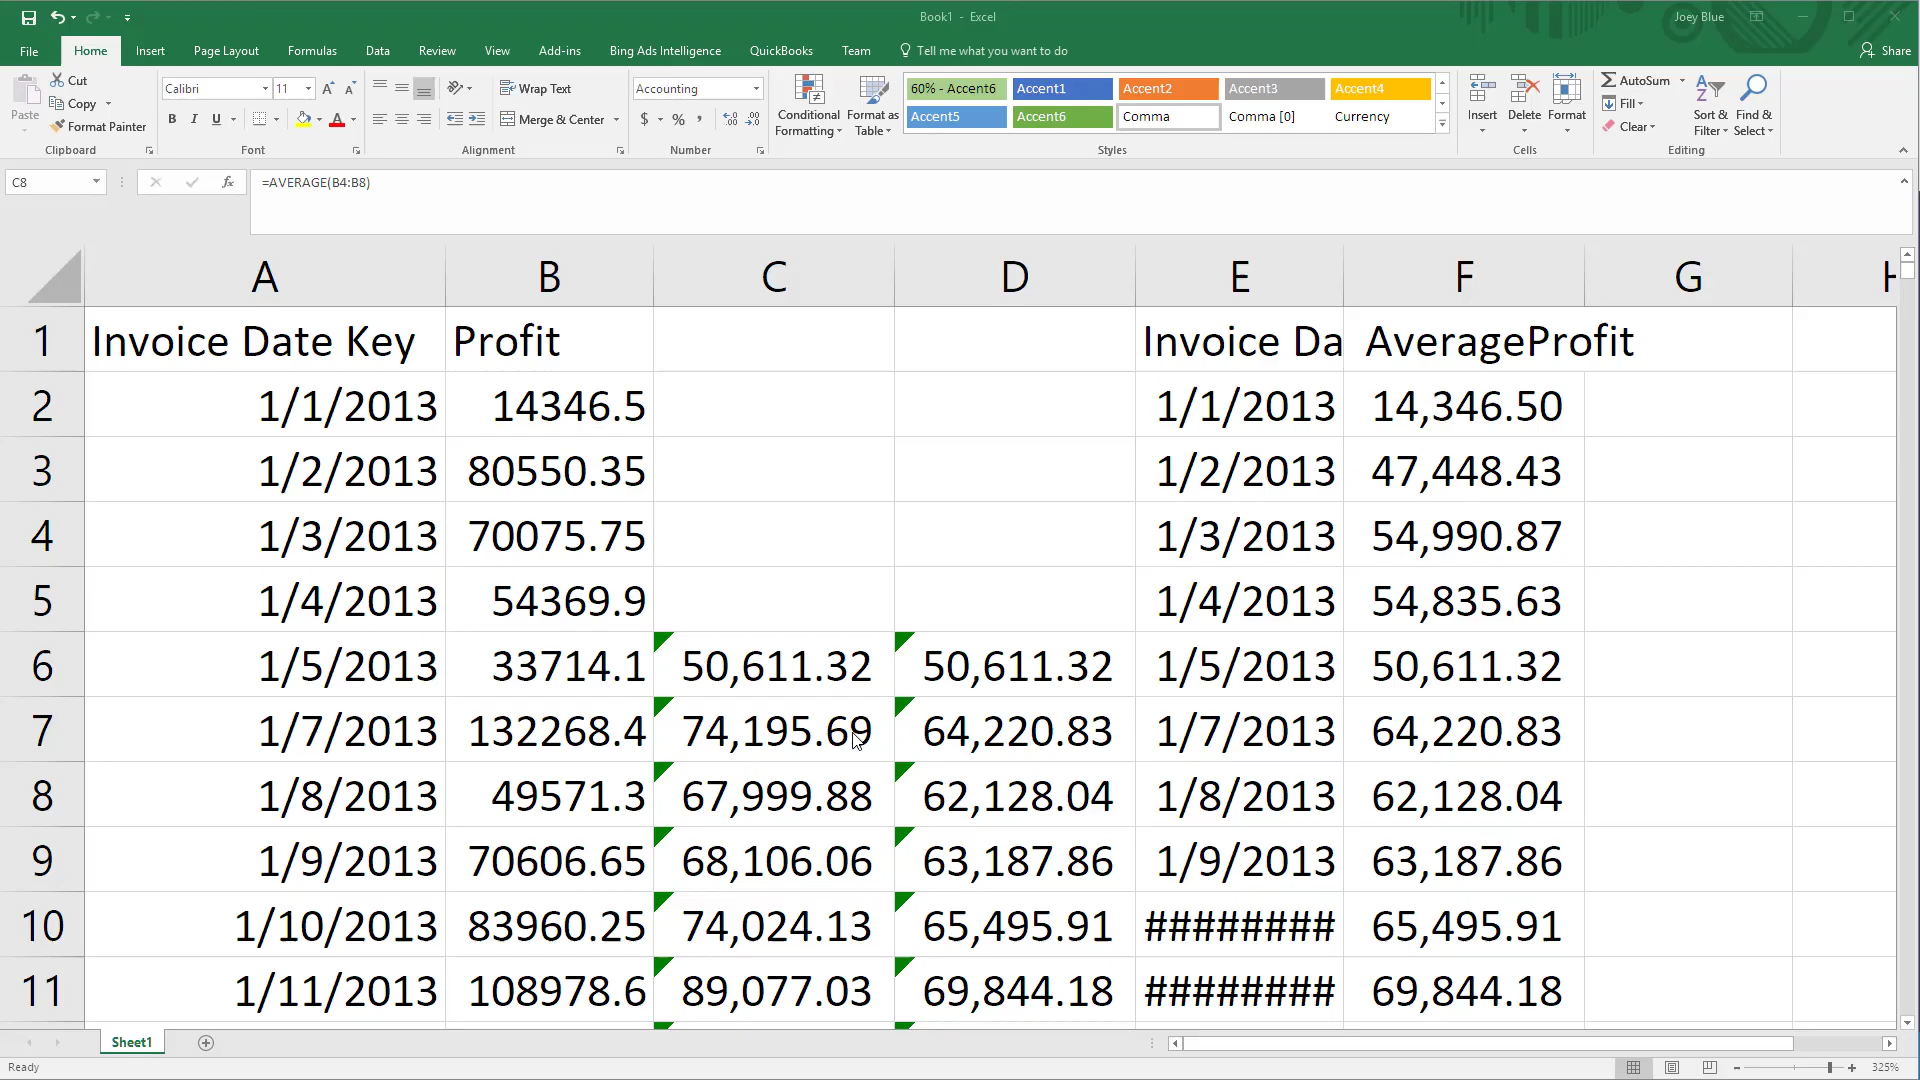 Book1 - Excel
Joey Blue
File Home Insert Page Layout Formulas Data Review View Add-ins Bing Ads Intelligence QuickBooks Team Tell me what you want to do Share
Paste
Cut
Copy
Format Painter
Clipboard
Calibri 11 A A
B I U A
Font
Wrap Text
Merge & Center
Alignment
Accounting
$ % , .00 .0
Number
Conditional Formatting
Format as Table
60% - Accent6 Accent1 Accent2 Accent3 Accent4
Accent5 Accent6 Comma Comma [0] Currency
Styles
Insert Delete Format
Cells
AutoSum
Fill
Clear
Sort & Filter
Find & Select
Editing
C8 fx =AVERAGE(B4:B8)
A B C D E F G H
1 Invoice Date Key Profit Invoice Da AverageProfit
2 1/1/2013 14346.5 1/1/2013 14,346.50
3 1/2/2013 80550.35 1/2/2013 47,448.43
4 1/3/2013 70075.75 1/3/2013 54,990.87
5 1/4/2013 54369.9 1/4/2013 54,835.63
6 1/5/2013 33714.1 50,611.32 50,611.32 1/5/2013 50,611.32
7 1/7/2013 132268.4 74,195.69 64,220.83 1/7/2013 64,220.83
8 1/8/2013 49571.3 67,999.88 62,128.04 1/8/2013 62,128.04
9 1/9/2013 70606.65 68,106.06 63,187.86 1/9/2013 63,187.86
10 1/10/2013 83960.25 74,024.13 65,495.91 ######## 65,495.91
11 1/11/2013 108978.6 89,077.03 69,844.18 ######## 69,844.18
Sheet1
Ready
325%